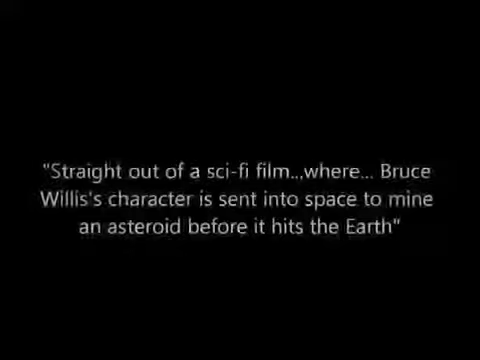 "Straight out of a sci-fi film...where... Bruce
Willis's character is sent into space to mine
an asteroid before it hits the Earth"